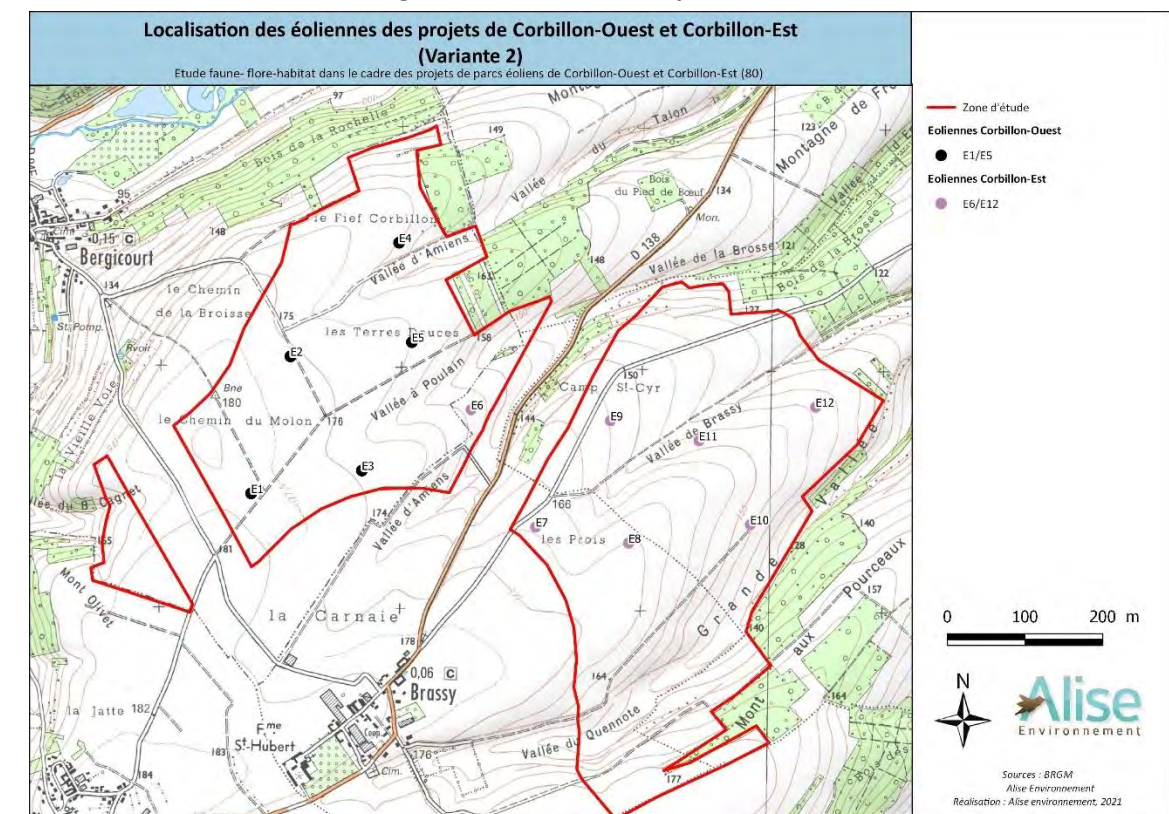 Localisation des éoliennes des projets de Corbillon-Ouest et Corbillon-Est
(Variante 2)
Etude faune- flore-habitat dans le cadre des projets de parcs éoliens de Corbillon-Ouest et Corbillon-Est (80)
Zone d'étude
Eoliennes Corbillon-Ouest
E1/E5
Eoliennes Corbillon-Est
E6/E12
97
Bois de la Rochelle
149
Vallée du Talon
Montagne de
123
Bois
du Pied de Bœuf
134
Mon.
D 138
95
0,15 C
Bergicourt
148
le Fief Corbillon
E4
Vallée d'Amiens
163
148
Vallée de la Brosse
121
Bois de la Brosse
122
134
le Chemin
de la Broisse
175
les Terres Douces
E5
158
127
St. Pomp.
E2
Bne
180
Vallée à Poulain
Camp St-Cyr
150
la Vieille Voie
le Chemin du Molon
176
E6
144
E9
Vallée de Brassy
E11
E12
E3
E1
166
165
174
Vallée d'Amiens
E7
les Prois
E8
E10
140
181
Mont Olivet
la Carnaie
Grande Vallée
aux Pourceaux
157
140
178
0,06 C
Brassy
164
164
la Jatte 182
Fme
St-Hubert
Coop.
183
Cim.
176
Vallée du Quennote
Mont
184
177
0 100 200 m
N
Alise
Environnement
Sources : BRGM
Alise Environnement
Réalisation : Alise environnement, 2021